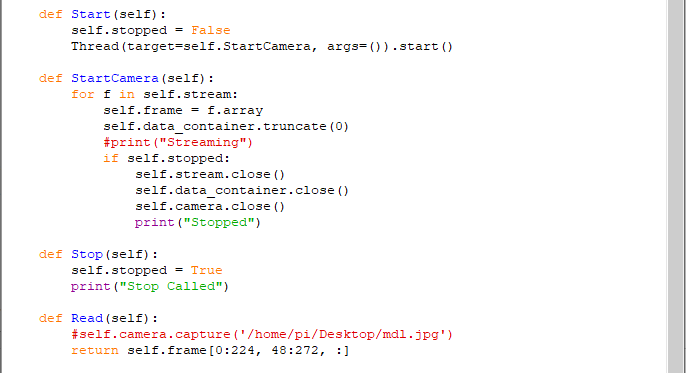 def Start(self):
    self.stopped = False
    Thread(target=self.StartCamera, args=()).start()

def StartCamera(self):
    for f in self.stream:
        self.frame = f.array
        self.data_container.truncate(0)
        #print("Streaming")
        if self.stopped:
            self.stream.close()
            self.data_container.close()
            self.camera.close()
            print("Stopped")

def Stop(self):
    self.stopped = True
    print("Stop Called")

def Read(self):
    #self.camera.capture('/home/pi/Desktop/mdl.jpg')
    return self.frame[0:224, 48:272, :]